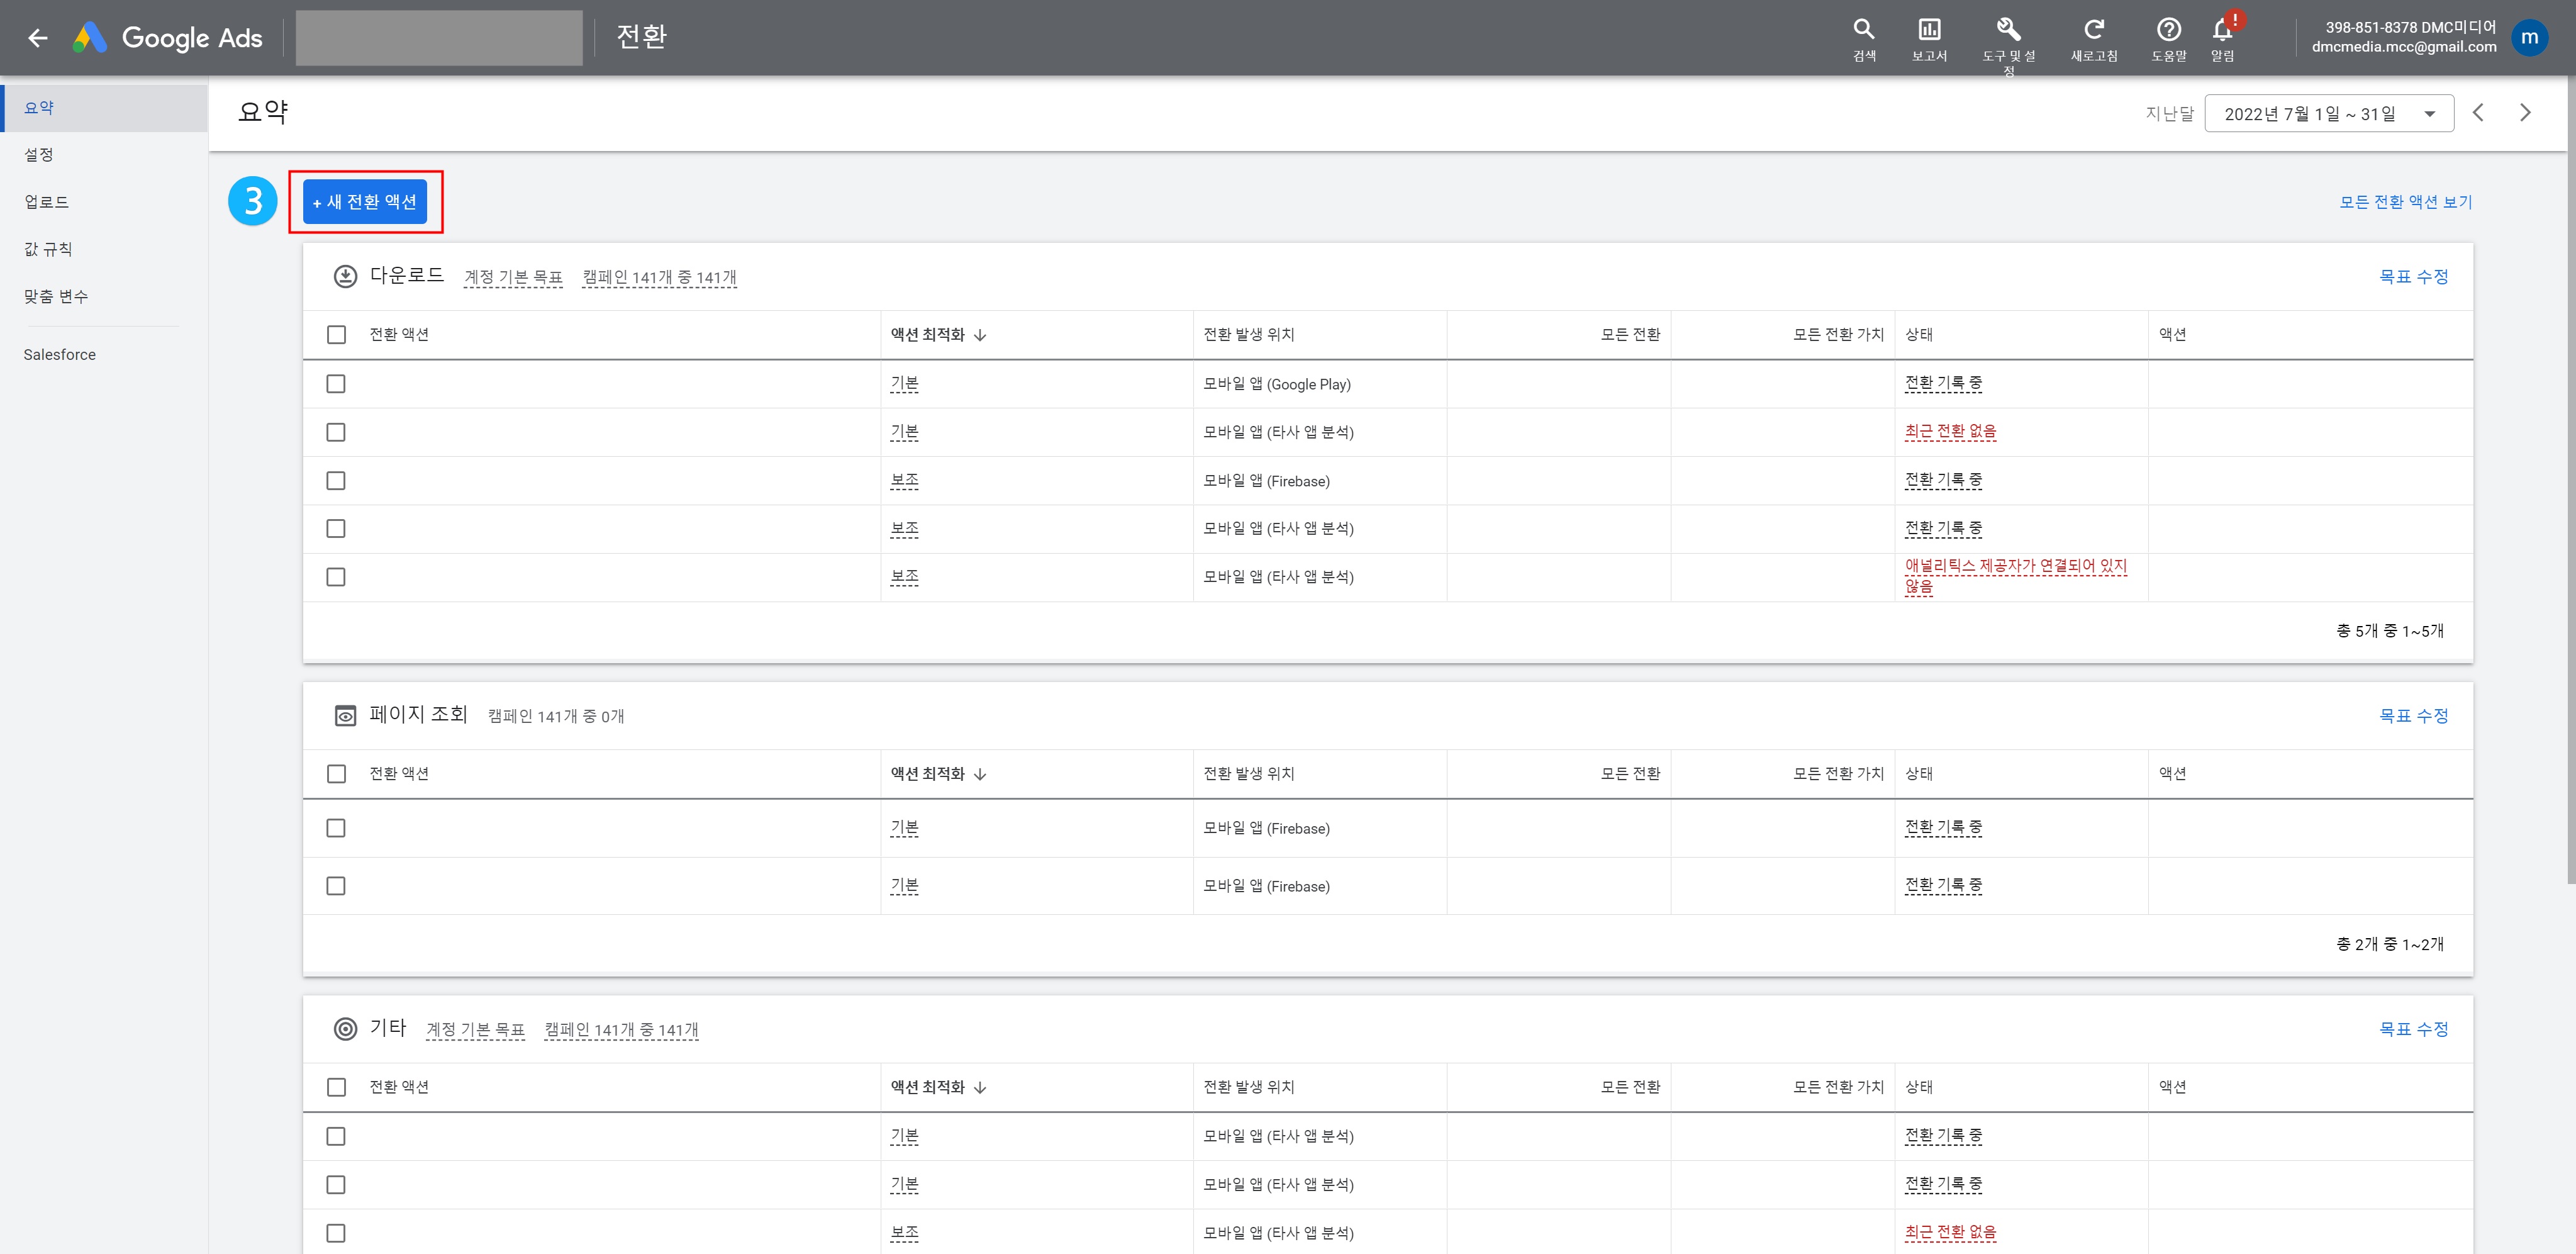 Google Ads
전환
검색
보고서
도구 및 설
정
새로고침
도움말
알림
!
398-851-8378 DMC미디어
dmcmedia.mcc@gmail.com
m
요약
설정
업로드
값 규칙
맞춤 변수
Salesforce
요약
지난달
2022년 7월 1일 ~ 31일
3
+ 새 전환 액션
모든 전환 액션 보기
다운로드 계정 기본 목표 캠페인 141개 중 141개 목표 수정
전환 액션 액션 최적화 전환 발생 위치 모든 전환 모든 전환 가치 상태 액션
기본 모바일 앱 (Google Play) 전환 기록 중
기본 모바일 앱 (타사 앱 분석) 최근 전환 없음
보조 모바일 앱 (Firebase) 전환 기록 중
보조 모바일 앱 (타사 앱 분석) 전환 기록 중
보조 모바일 앱 (타사 앱 분석) 애널리틱스 제공자가 연결되어 있지
않음
총 5개 중 1~5개
페이지 조회 캠페인 141개 중 0개 목표 수정
전환 액션 액션 최적화 전환 발생 위치 모든 전환 모든 전환 가치 상태 액션
기본 모바일 앱 (Firebase) 전환 기록 중
기본 모바일 앱 (Firebase) 전환 기록 중
총 2개 중 1~2개
기타 계정 기본 목표 캠페인 141개 중 141개 목표 수정
전환 액션 액션 최적화 전환 발생 위치 모든 전환 모든 전환 가치 상태 액션
기본 모바일 앱 (타사 앱 분석) 전환 기록 중
기본 모바일 앱 (타사 앱 분석) 전환 기록 중
보조 모바일 앱 (타사 앱 분석) 최근 전환 없음